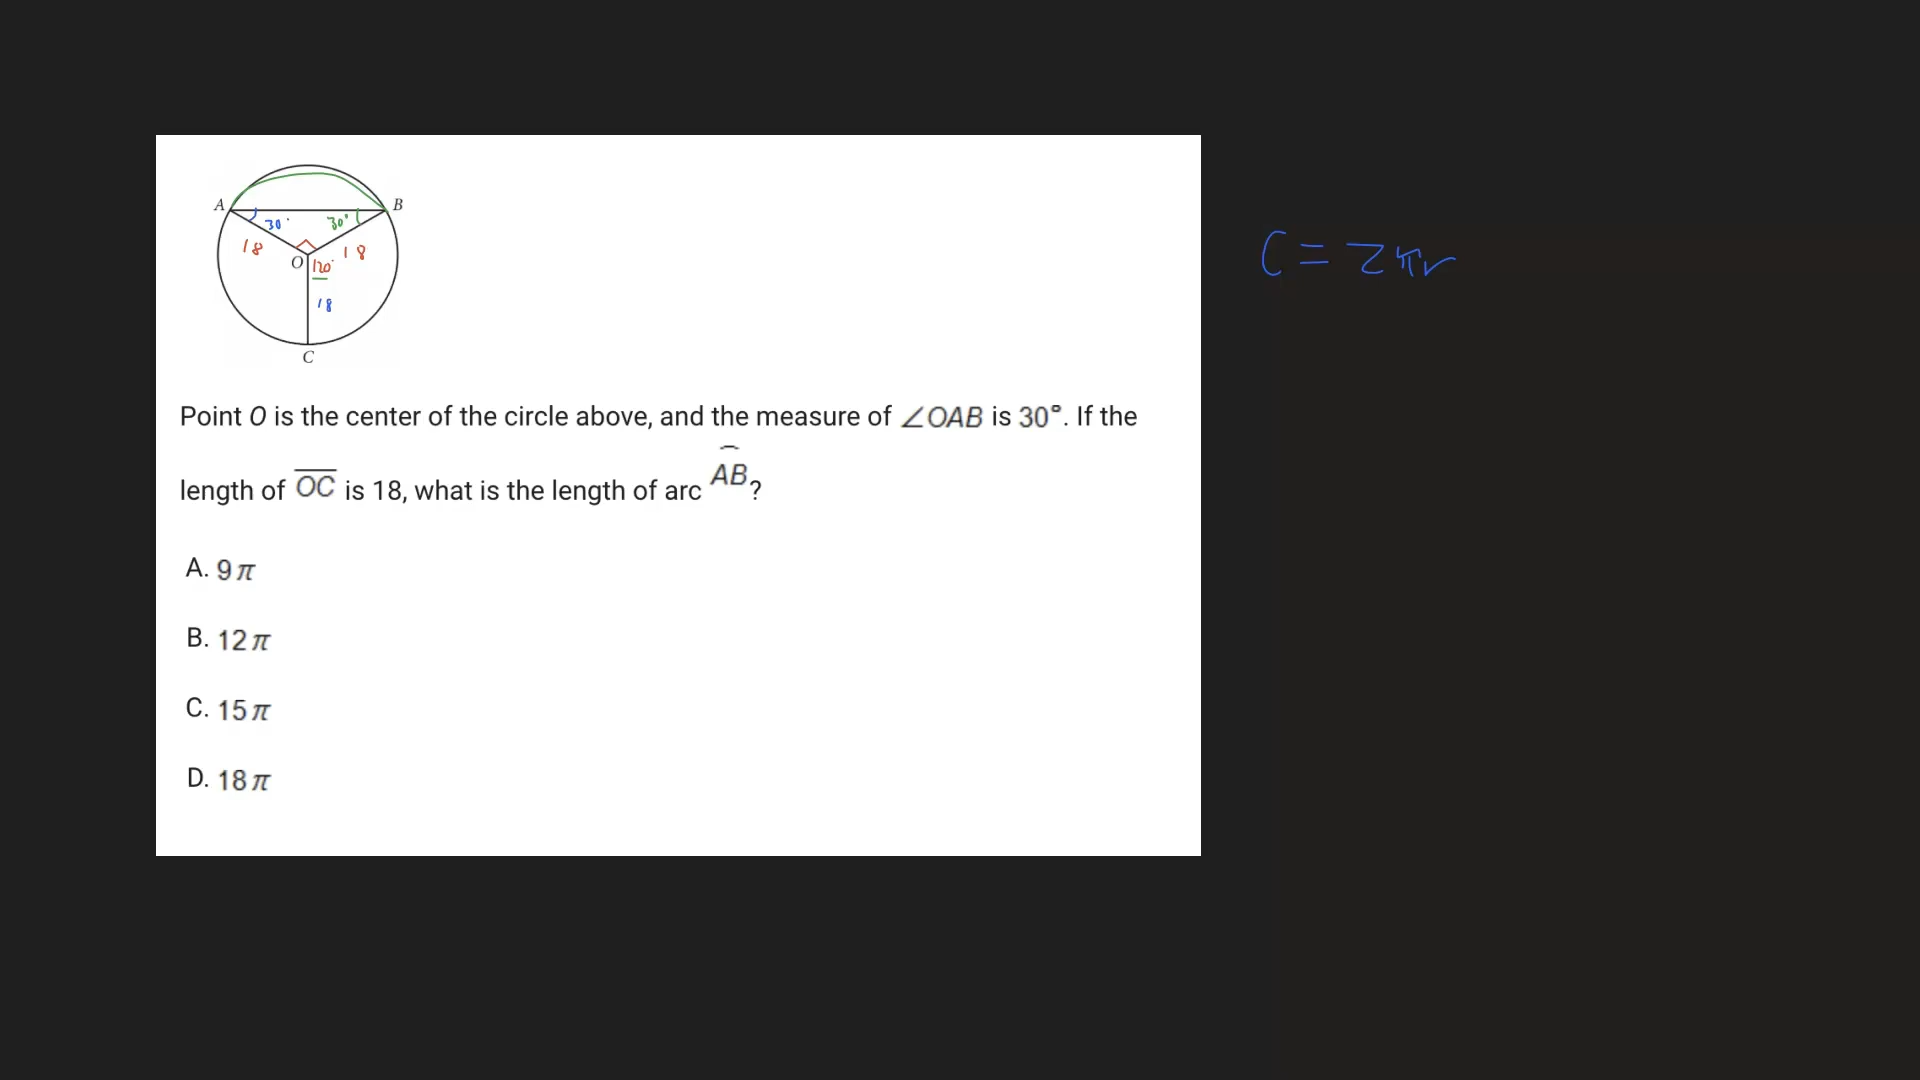 A B
30° 30°
18 18
O 120°
18
C
C = 2πr
Point O is the center of the circle above, and the measure of ∠OAB is 30°. If the
length of OC is 18, what is the length of arc AB?
A. 9π
B. 12π
C. 15π
D. 18π